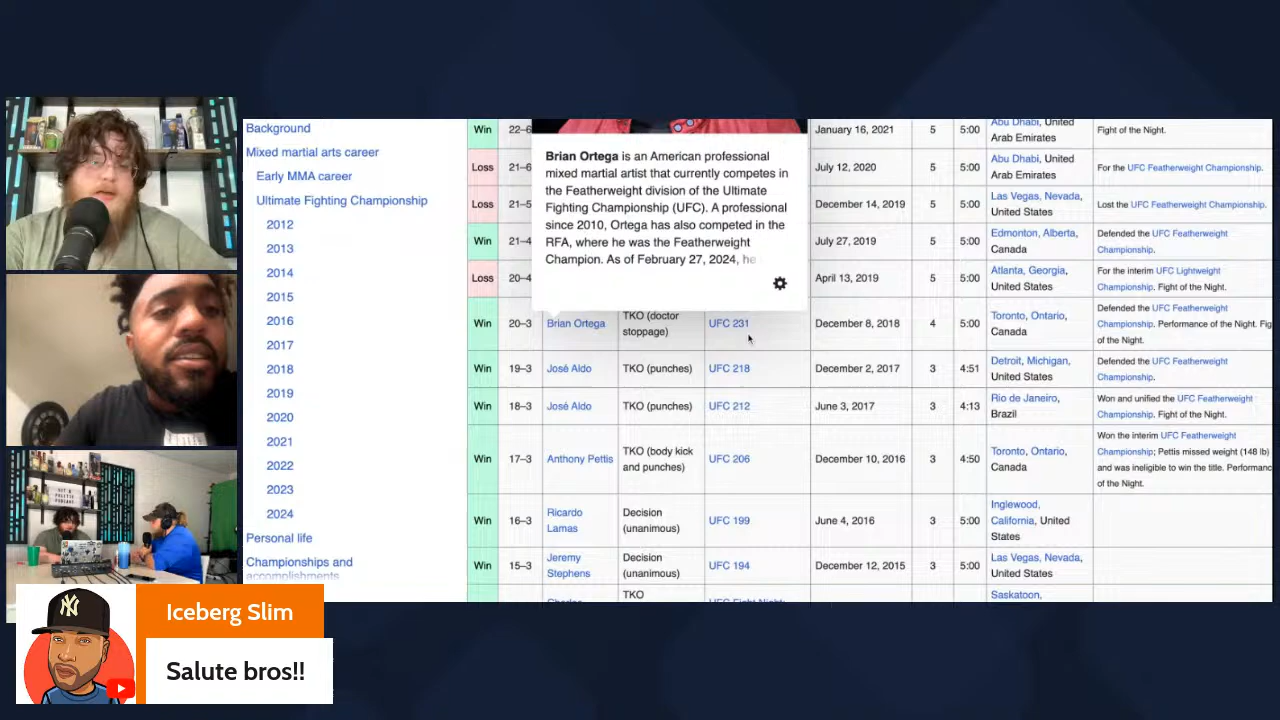 Background
Mixed martial arts career
Early MMA career
Ultimate Fighting Championship
2012
2013
2014
2015
2016
2017
2018
2019
2020
2021
2022
2023
2024
Personal life
Championships and
accomplishments
Brian Ortega is an American professional
mixed martial artist that currently competes in
the Featherweight division of the Ultimate
Fighting Championship (UFC). A professional
since 2010, Ortega has also competed in the
RFA, where he was the Featherweight
Champion. As of February 27, 2024, he
Win 22–6 January 16, 2021 5 5:00 Abu Dhabi, United
Arab Emirates
Fight of the Night.
Loss 21–6 July 12, 2020 5 5:00 Abu Dhabi, United
Arab Emirates
For the UFC Featherweight Championship.
Loss 21–5 December 14, 2019 5 5:00 Las Vegas, Nevada,
United States
Lost the UFC Featherweight Championship.
Win 21–4 July 27, 2019 5 5:00 Edmonton, Alberta,
Canada
Defended the UFC Featherweight
Championship.
Loss 20–4 April 13, 2019 5 5:00 Atlanta, Georgia,
United States
For the interim UFC Lightweight
Championship. Fight of the Night.
Win 20–3 Brian Ortega TKO (doctor
stoppage)
UFC 231 December 8, 2018 4 5:00 Toronto, Ontario,
Canada
Defended the UFC Featherweight
Championship. Performance of the Night. Fig
of the Night.
Win 19–3 José Aldo TKO (punches) UFC 218 December 2, 2017 3 4:51 Detroit, Michigan,
United States
Defended the UFC Featherweight
Championship.
Win 18–3 José Aldo TKO (punches) UFC 212 June 3, 2017 3 4:13 Rio de Janeiro,
Brazil
Won and unified the UFC Featherweight
Championship. Fight of the Night.
Win 17–3 Anthony Pettis TKO (body kick
and punches)
UFC 206 December 10, 2016 3 4:50 Toronto, Ontario,
Canada
Won the interim UFC Featherweight
Championship; Pettis missed weight (148 lb)
and was ineligible to win the title. Performanc
of the Night.
Win 16–3 Ricardo
Lamas
Decision
(unanimous)
UFC 199 June 4, 2016 3 5:00 Inglewood,
California, United
States
Win 15–3 Jeremy
Stephens
Decision
(unanimous)
UFC 194 December 12, 2015 3 5:00 Las Vegas, Nevada,
United States
TKO
Saskatoon,
Iceberg Slim
Salute bros!!